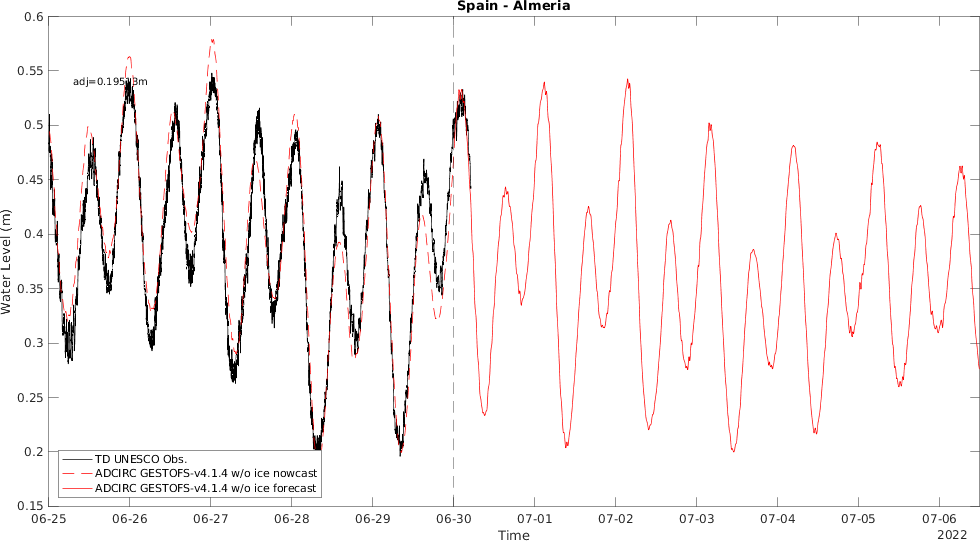 Spain - Almeria
0.6
0.55
0.5
0.45
0.4
0.35
0.3
0.25
0.2
0.15
Water Level (m)
TD UNESCO Obs.
ADCIRC GESTOFS-v4.1.4 w/o ice nowcast
ADCIRC GESTOFS-v4.1.4 w/o ice forecast
06-25 06-26 06-27 06-28 06-29 06-30 07-01 07-02 07-03 07-04 07-05 07-06
Time
2022